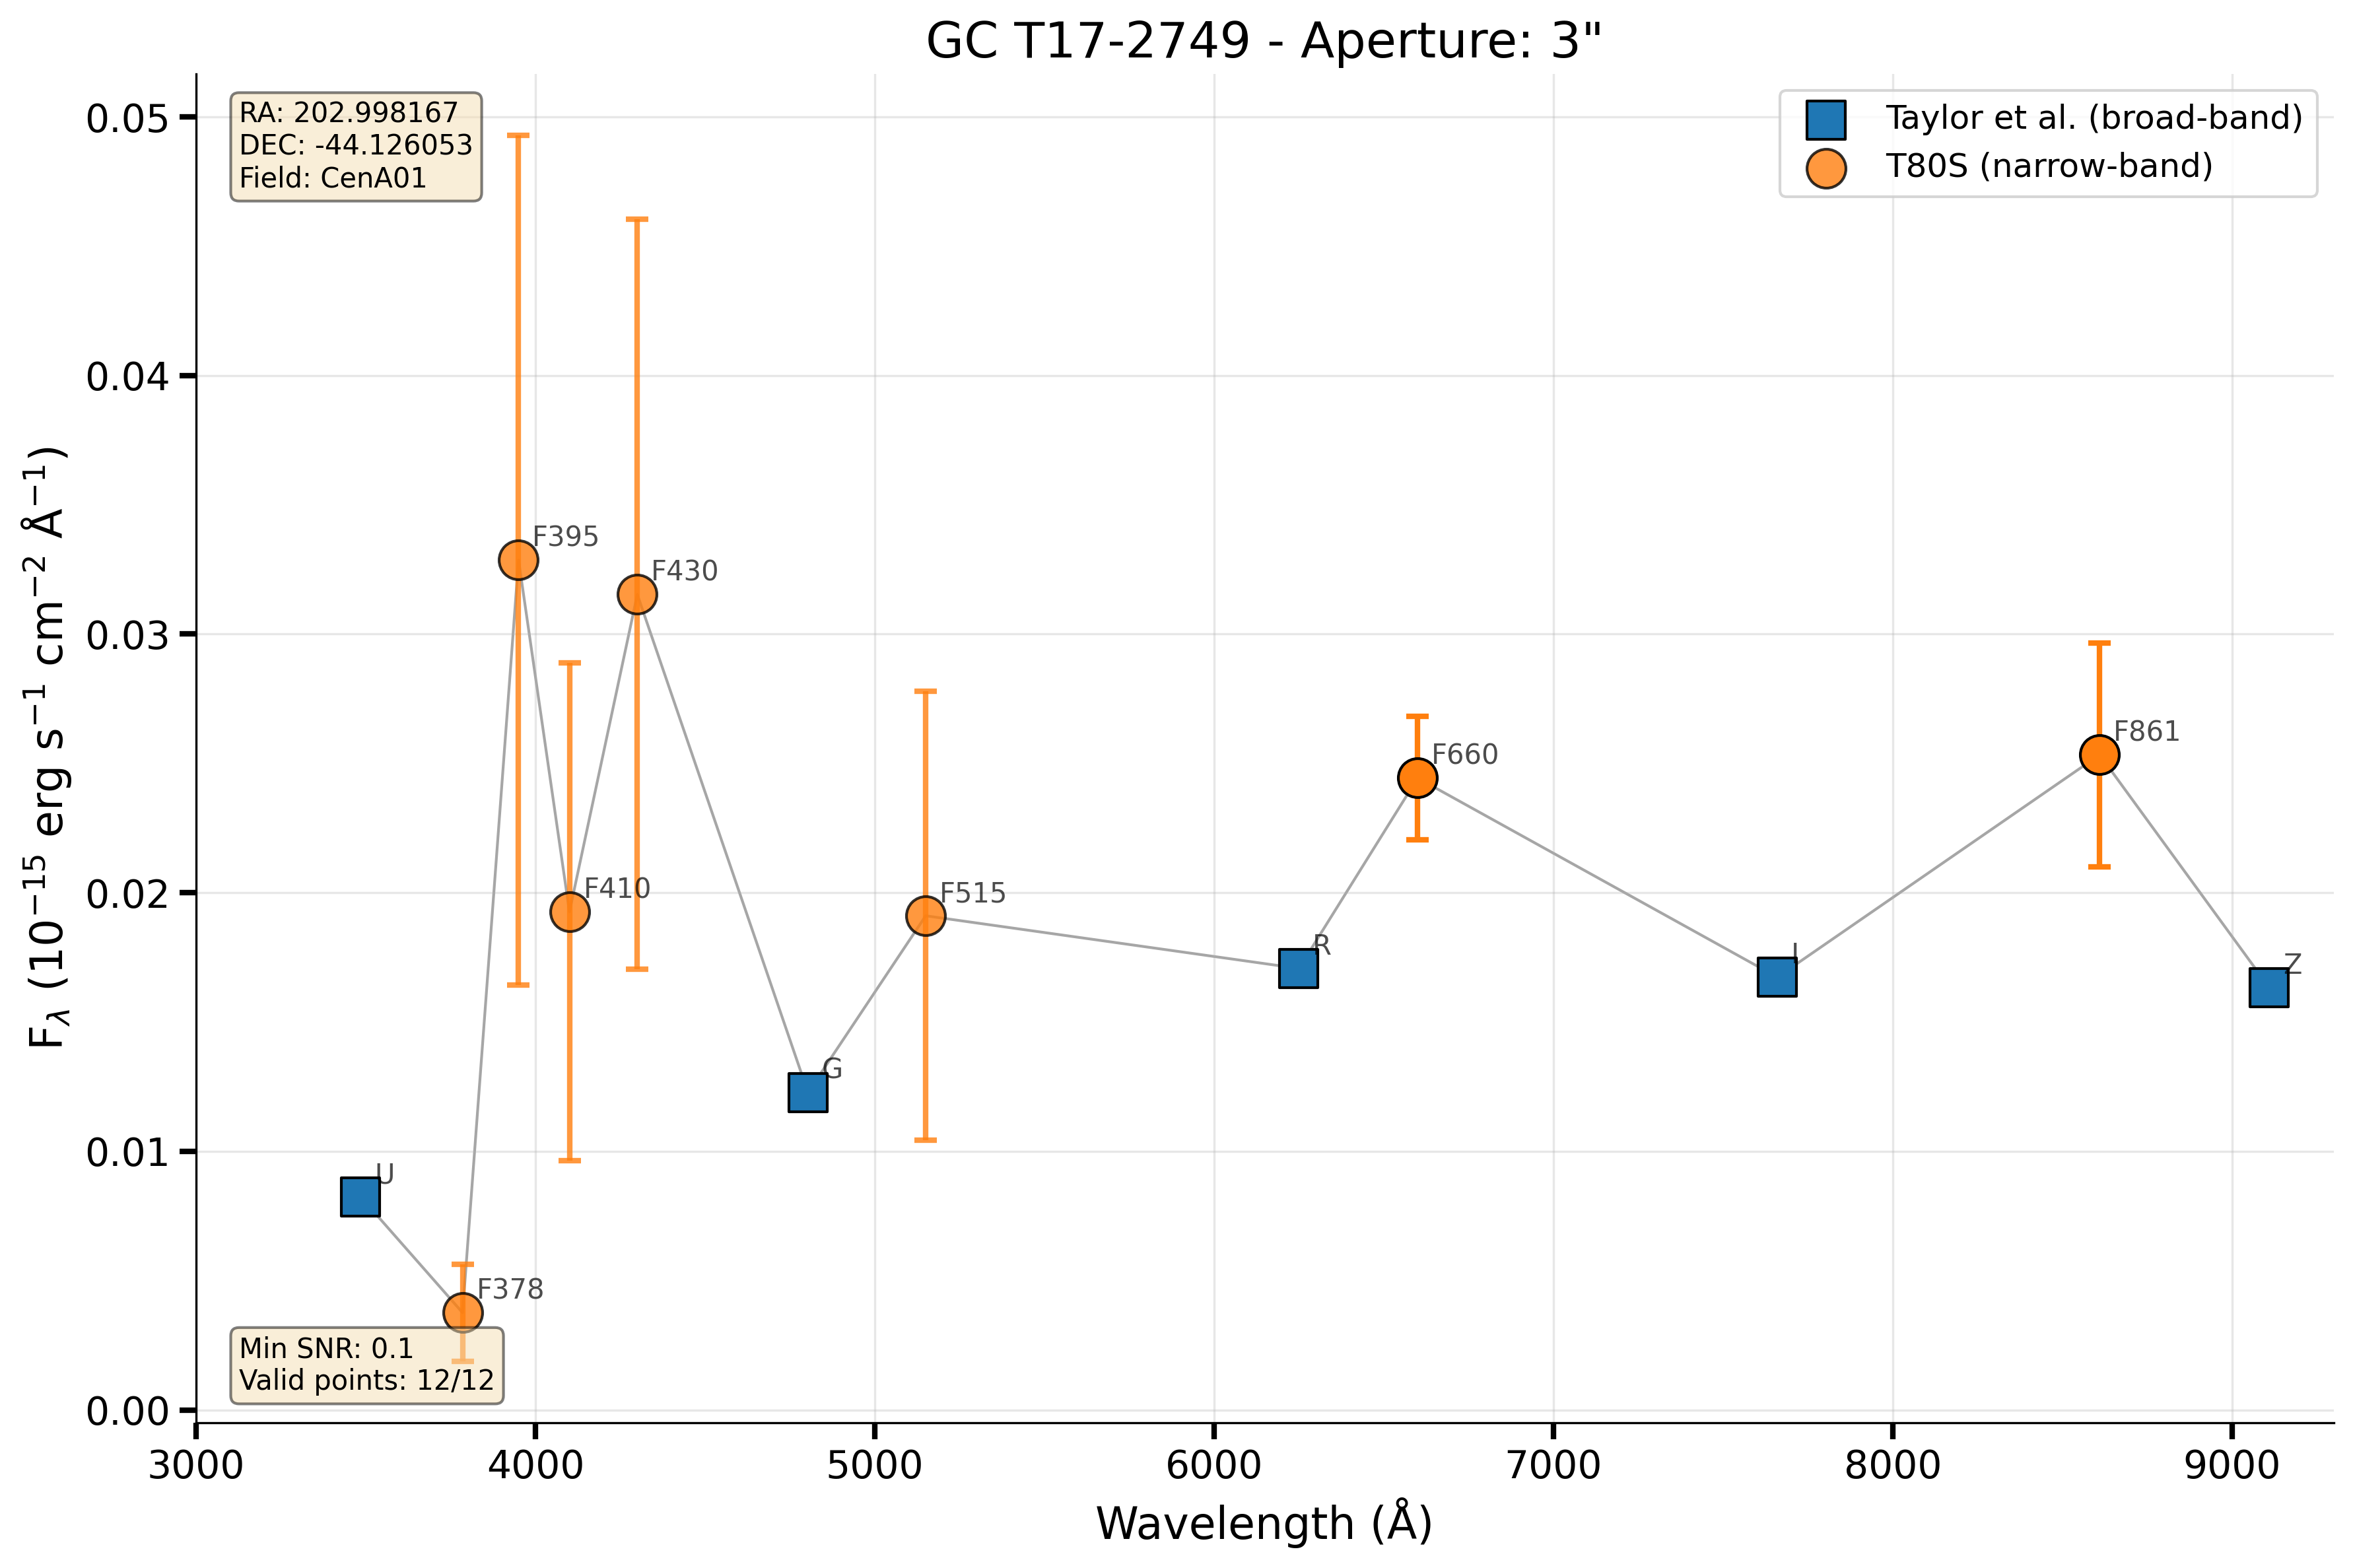 GC T17-2749 - Aperture: 3"
RA: 202.998167
DEC: -44.126053
Field: CenA01
Taylor et al. (broad-band)
T80S (narrow-band)
0.05
0.04
0.03
0.02
0.01
0.00
F_λ (10⁻¹⁵ erg s⁻¹ cm⁻² Å⁻¹)
U
F378
F395
F410
F430
G
F515
R
F660
I
F861
Z
Min SNR: 0.1
Valid points: 12/12
3000
4000
5000
6000
7000
8000
9000
Wavelength (Å)